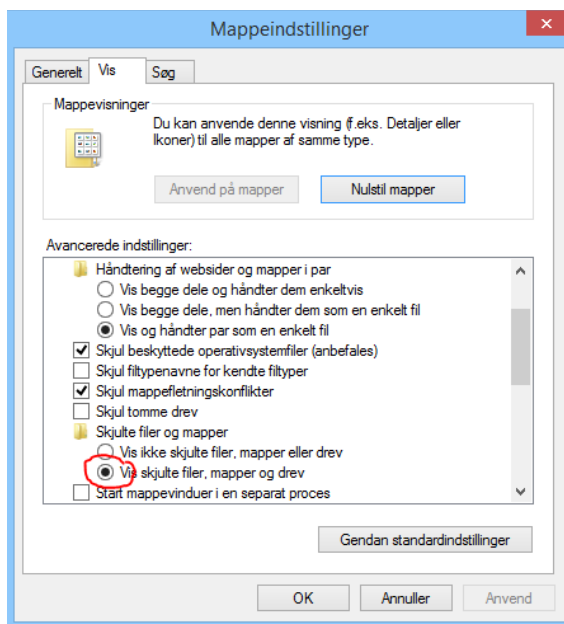 Mappeindstillinger
Generelt Vis Søg
Mappevisninger
Du kan anvende denne visning (f.eks. Detaljer eller
Ikoner) til alle mapper af samme type.
Anvend på mapper Nulstil mapper
Avancerede indstillinger:
Håndtering af websider og mapper i par
Vis begge dele og håndter dem enkeltvis
Vis begge dele, men håndter dem som en enkelt fil
Vis og håndter par som en enkelt fil
Skjul beskyttede operativsystemfiler (anbefales)
Skjul filtypenavne for kendte filtyper
Skjul mappefletningskonflikter
Skjul tomme drev
Skjulte filer og mapper
Vis ikke skjulte filer, mapper eller drev
Vis skjulte filer, mapper og drev
Start mappevinduer i en separat proces
Gendan standardindstillinger
OK Annuller Anvend